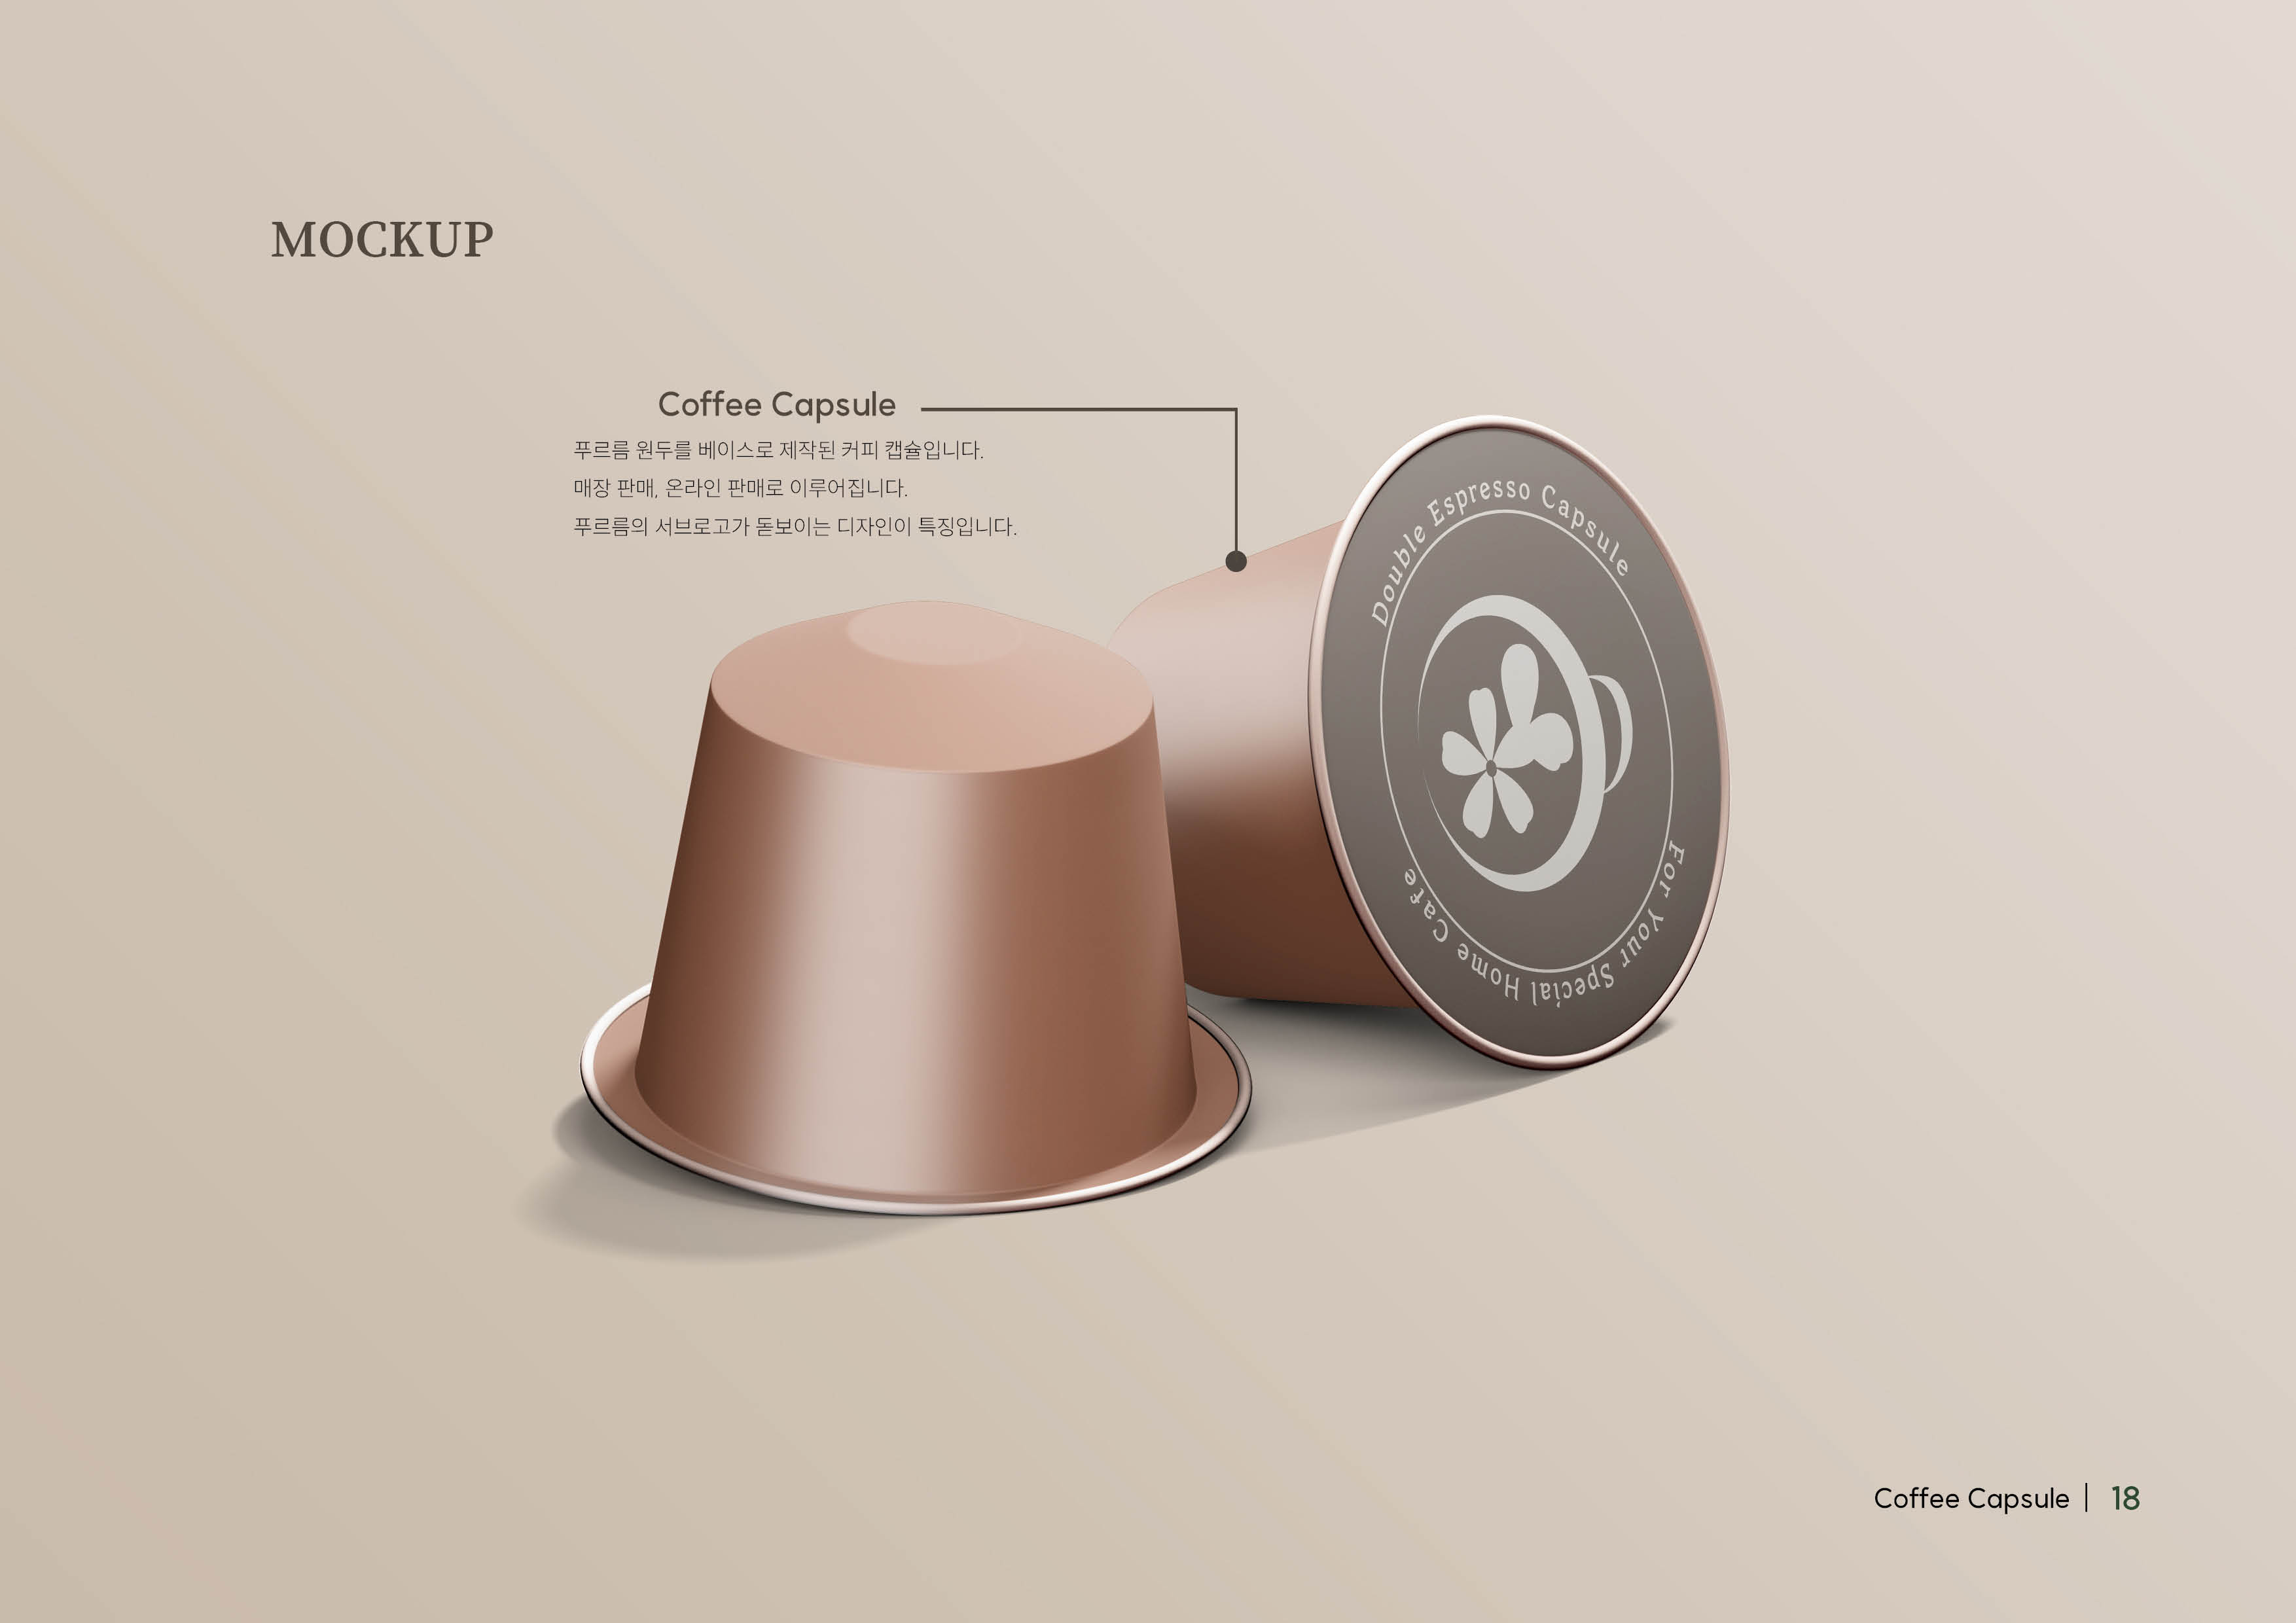 MOCKUP
Coffee Capsule
푸르름 원두를 베이스로 제작된 커피 캡슐입니다.
매장 판매, 온라인 판매로 이루어집니다.
푸르름의 서브로고가 돋보이는 디자인이 특징입니다.
Double Espresso Capsule
For Your Special Home Cafe
Coffee Capsule | 18